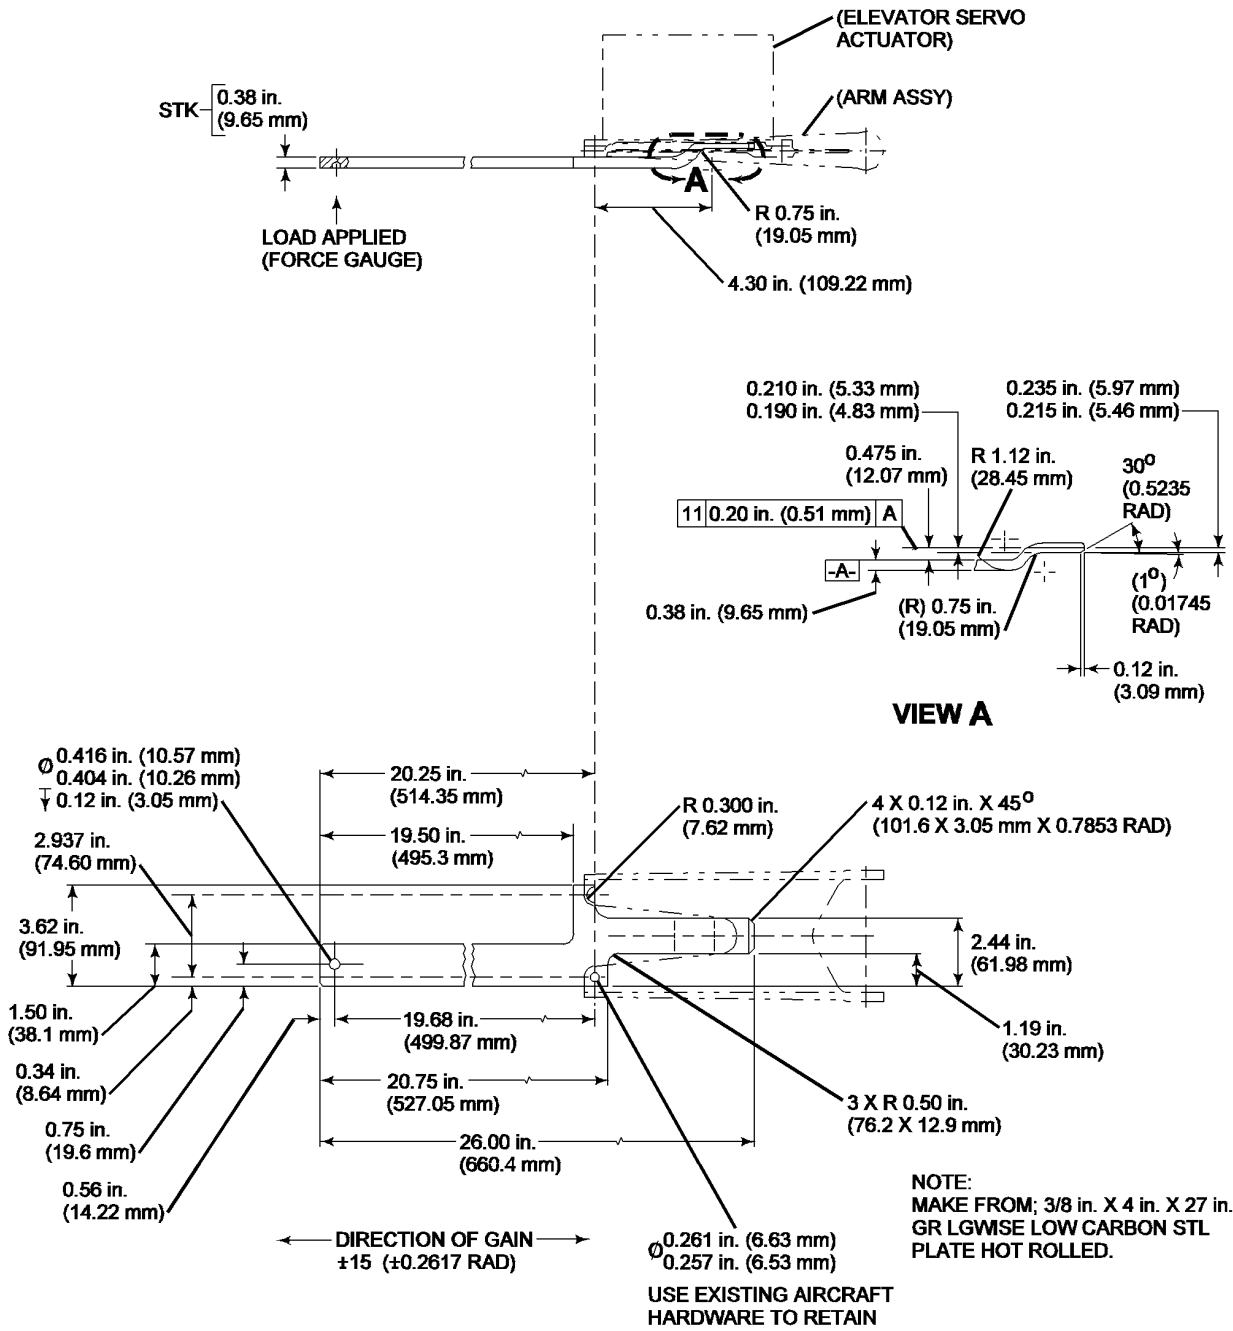 (ELEVATOR SERVO
ACTUATOR)
STK
0.38 in.
(9.65 mm)
(ARM ASSY)
A
LOAD APPLIED
(FORCE GAUGE)
R 0.75 in.
(19.05 mm)
4.30 in. (109.22 mm)
0.210 in. (5.33 mm)
0.190 in. (4.83 mm)
0.235 in. (5.97 mm)
0.215 in. (5.46 mm)
0.475 in.
(12.07 mm)
R 1.12 in.
(28.45 mm)
30o
(0.5235
RAD)
11 0.20 in. (0.51 mm) A
-A-
0.38 in. (9.65 mm)
(R) 0.75 in.
(19.05 mm)
(1o)
(0.01745
RAD)
0.12 in.
(3.09 mm)
VIEW A
Ø 0.416 in. (10.57 mm)
0.404 in. (10.26 mm)
0.12 in. (3.05 mm)
20.25 in.
(514.35 mm)
R 0.300 in.
(7.62 mm)
4 X 0.12 in. X 45o
(101.6 X 3.05 mm X 0.7853 RAD)
2.937 in.
(74.60 mm)
19.50 in.
(495.3 mm)
3.62 in.
(91.95 mm)
2.44 in.
(61.98 mm)
1.50 in.
(38.1 mm)
19.68 in.
(499.87 mm)
1.19 in.
(30.23 mm)
0.34 in.
(8.64 mm)
20.75 in.
(527.05 mm)
3 X R 0.50 in.
(76.2 X 12.9 mm)
0.75 in.
(19.6 mm)
26.00 in.
(660.4 mm)
0.56 in.
(14.22 mm)
NOTE:
MAKE FROM; 3/8 in. X 4 in. X 27 in.
GR LGWISE LOW CARBON STL
PLATE HOT ROLLED.
DIRECTION OF GAIN
±15 (±0.2617 RAD)
Ø 0.261 in. (6.63 mm)
0.257 in. (6.53 mm)
USE EXISTING AIRCRAFT
HARDWARE TO RETAIN